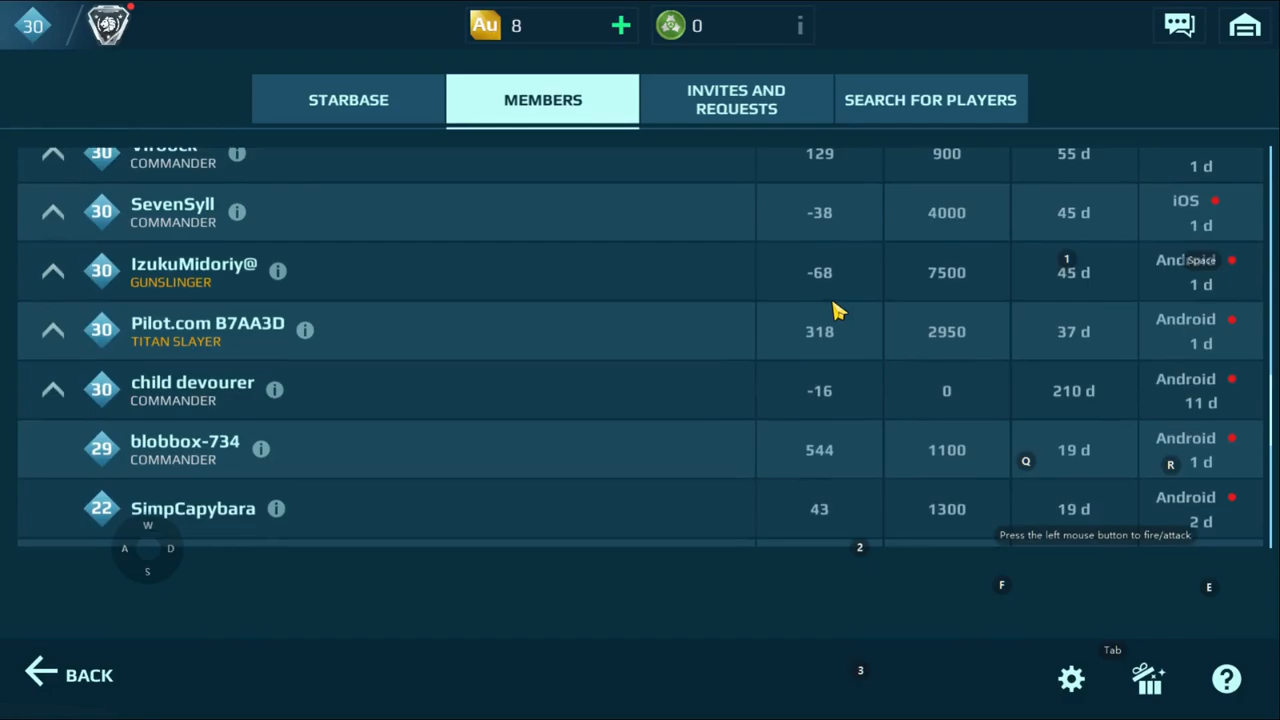 30
Au 8 +
0 i
STARBASE
MEMBERS
INVITES AND
REQUESTS
SEARCH FOR PLAYERS
30
COMMANDER
129 900 55 d 1 d
30 SevenSyll i
COMMANDER
-38 4000 45 d iOS
1 d
30 IzukuMidoriy@ i
GUNSLINGER
-68 7500 1 45 d Space
1 d
30 Pilot.com B7AA3D i
TITAN SLAYER
318 2950 37 d Android
1 d
30 child devourer i
COMMANDER
-16 0 210 d Android
11 d
29 blobbox-734 i
COMMANDER
544 1100 Q 19 d Android
R 1 d
22 SimpCapybara i
43 1300 19 d Android
2 d
W
A D
S
2
Press the left mouse button to fire/attack
F E
BACK
3
Tab
?